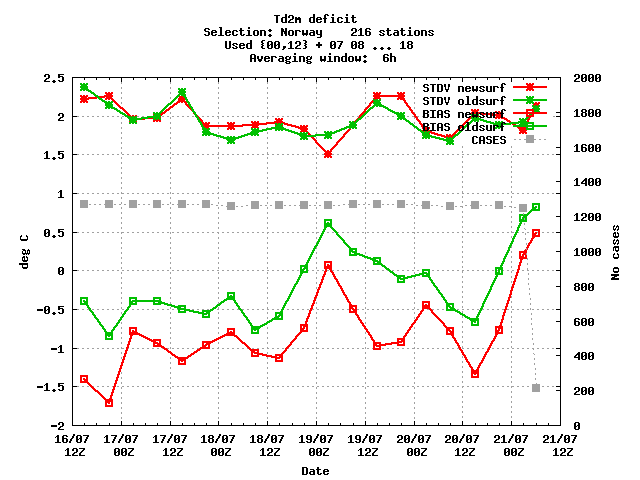 Td2m deficit
Selection: Norway    216 stations
Used {00,12} + 07 08 ... 18
Averaging window:  6h
STDV newsurf
STDV oldsurf
BIAS newsurf
BIAS oldsurf
CASES
2.5
2
1.5
1
0.5
0
-0.5
-1
-1.5
-2
deg C
2000
1800
1600
1400
1200
1000
800
600
400
200
0
No cases
16/07 17/07 17/07 18/07 18/07 19/07 19/07 20/07 20/07 21/07 21/07
12Z 00Z 12Z 00Z 12Z 00Z 12Z 00Z 12Z 00Z 12Z
Date